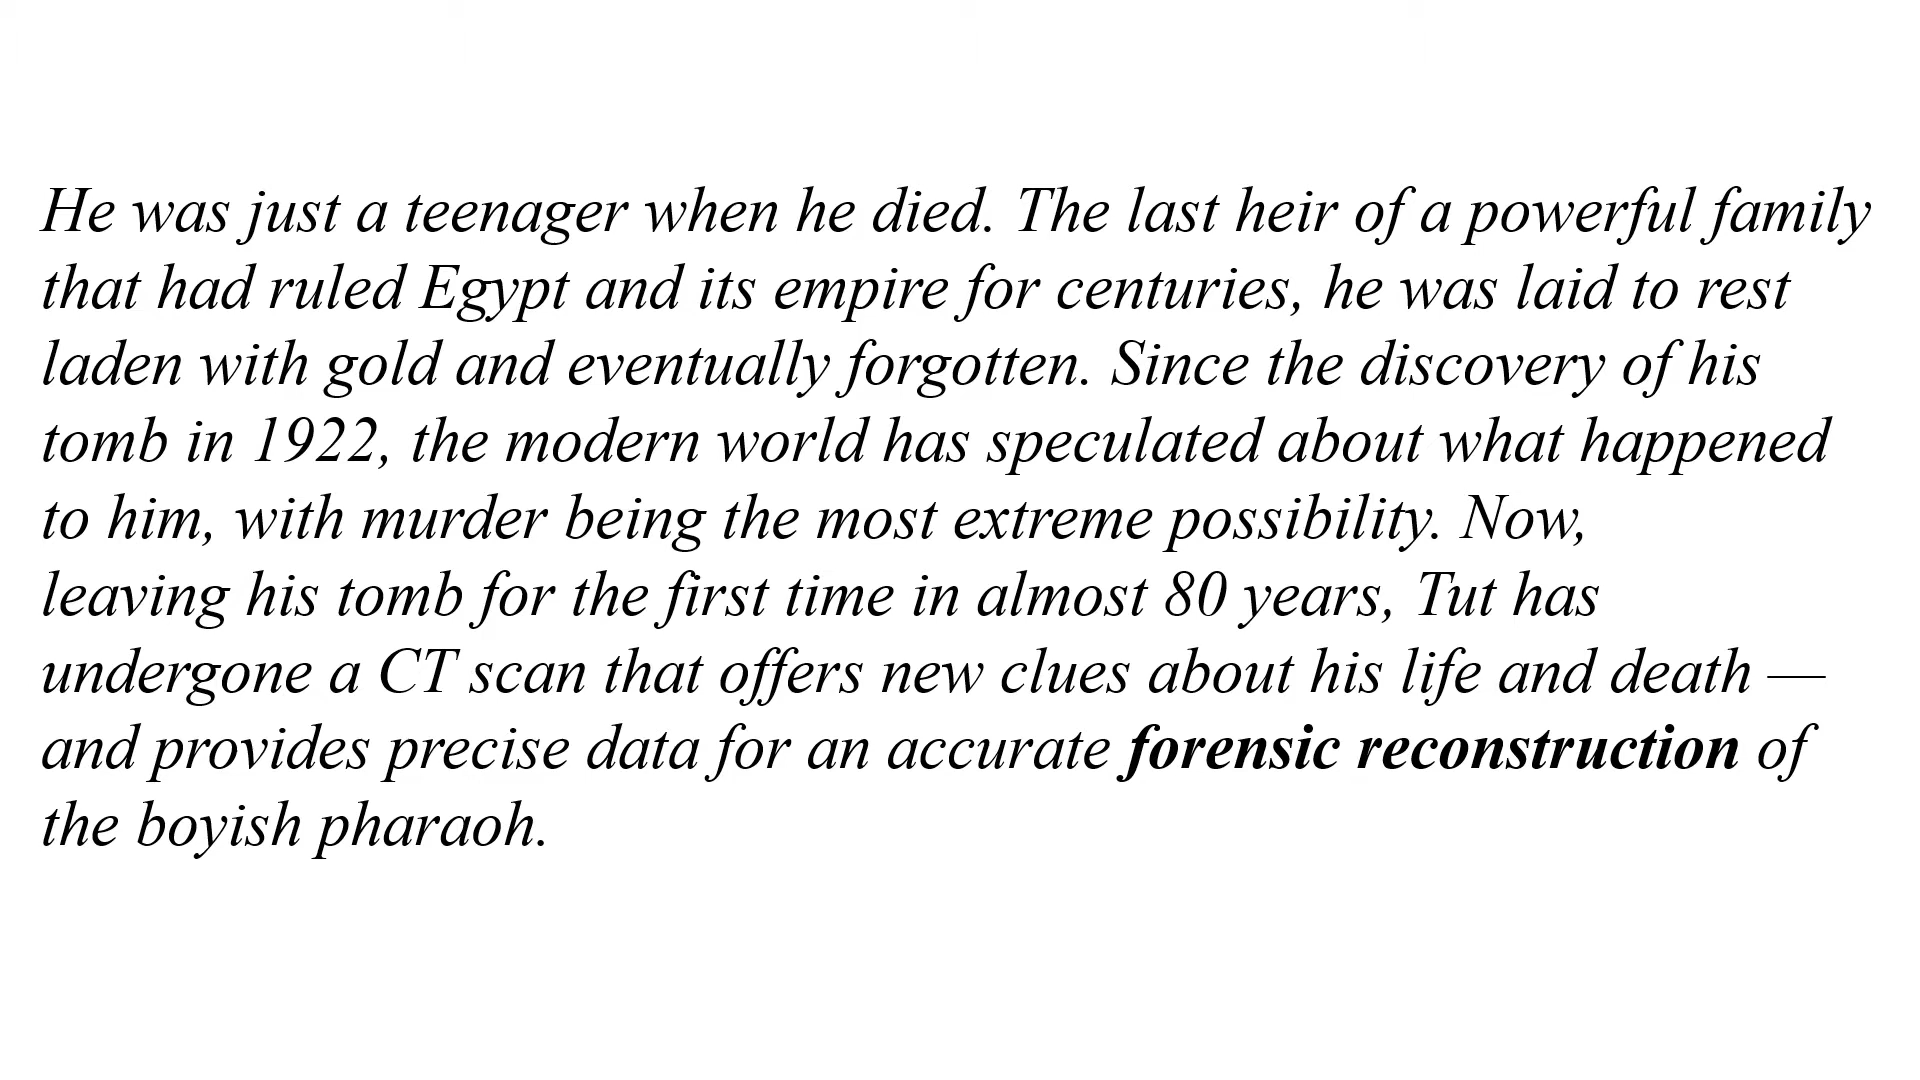 He was just a teenager when he died. The last heir of a powerful family
that had ruled Egypt and its empire for centuries, he was laid to rest
laden with gold and eventually forgotten. Since the discovery of his
tomb in 1922, the modern world has speculated about what happened
to him, with murder being the most extreme possibility. Now,
leaving his tomb for the first time in almost 80 years, Tut has
undergone a CT scan that offers new clues about his life and death —
and provides precise data for an accurate forensic reconstruction of
the boyish pharaoh.